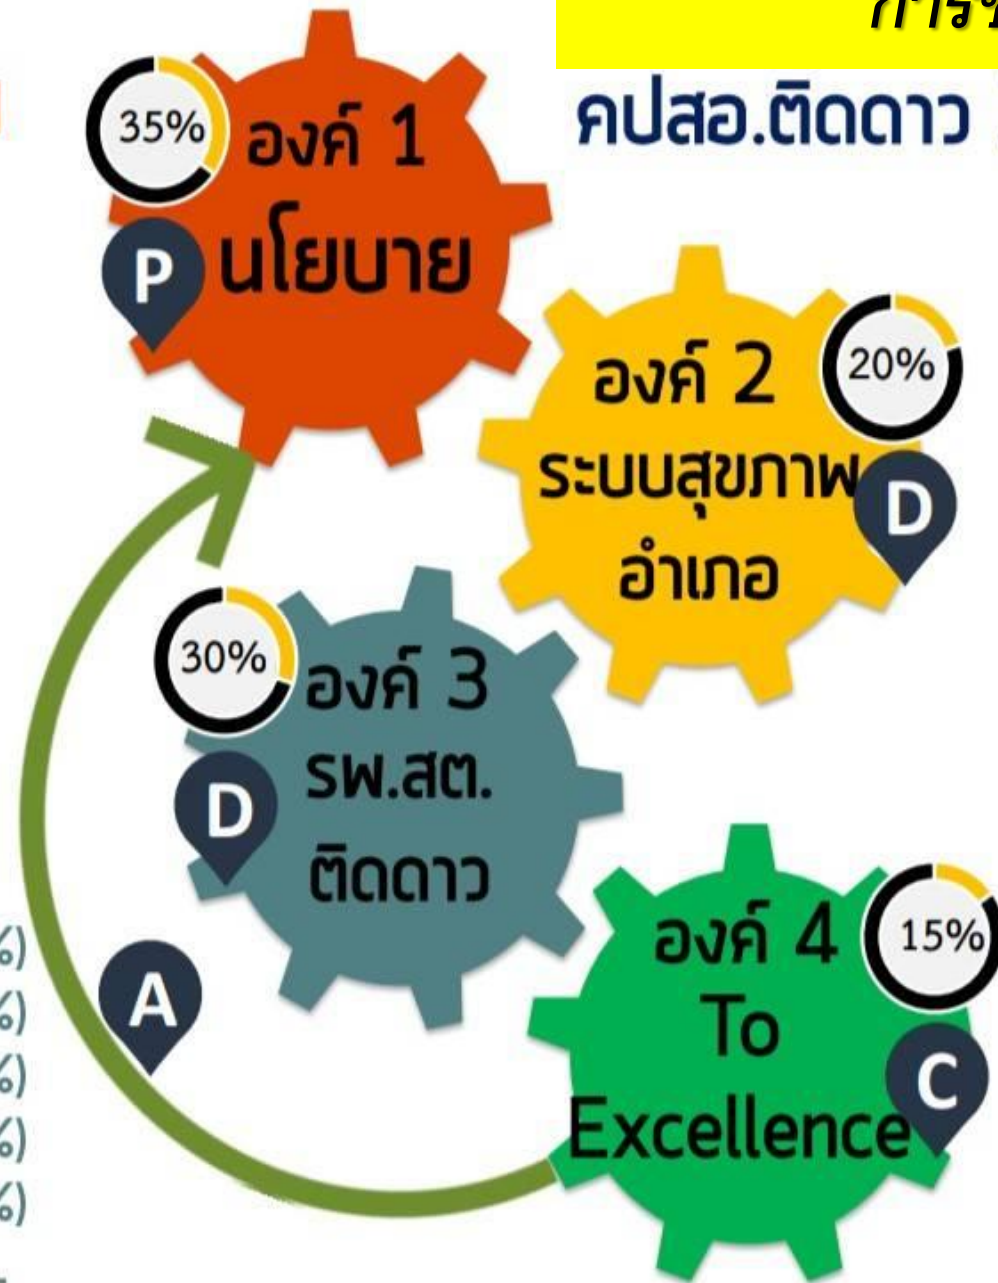 คปสอ.ติดดาว
35%
องค์ 1
นโยบาย
P
องค์ 2
20%
ระบบสุขภาพ
อำเภอ
D
30%
องค์ 3
รพ.สต.
ติดดาว
D
องค์ 4
15%
To
Excellence
C
A
%)
%)
%)
%)
%)